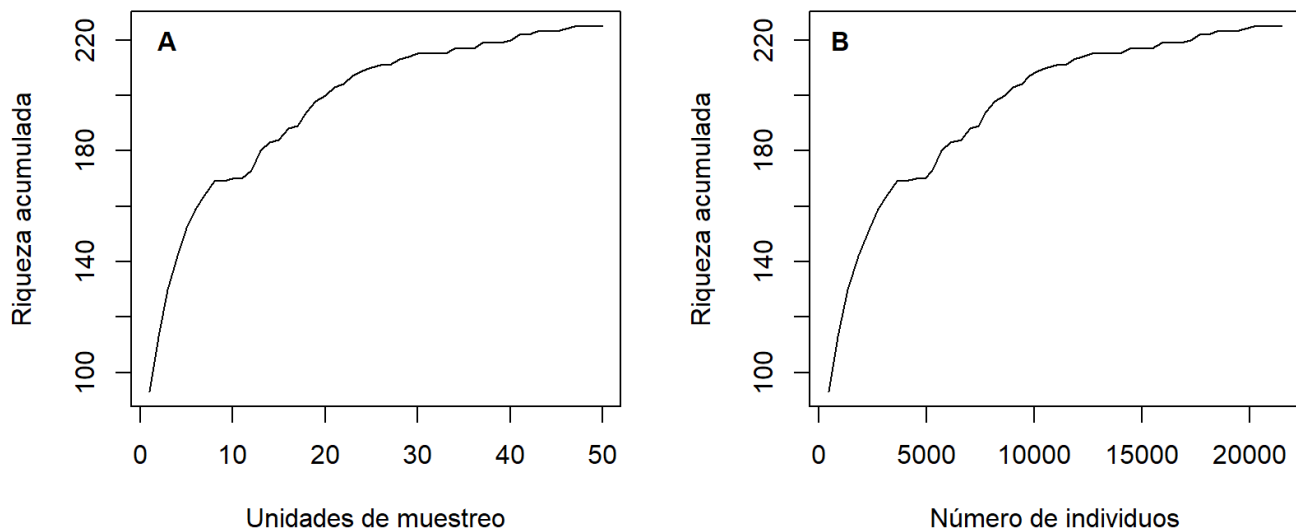 A
Riqueza acumulada
220
180
140
100
0 10 20 30 40 50
Unidades de muestreo
B
Riqueza acumulada
220
180
140
100
0 5000 10000 15000 20000
Número de individuos